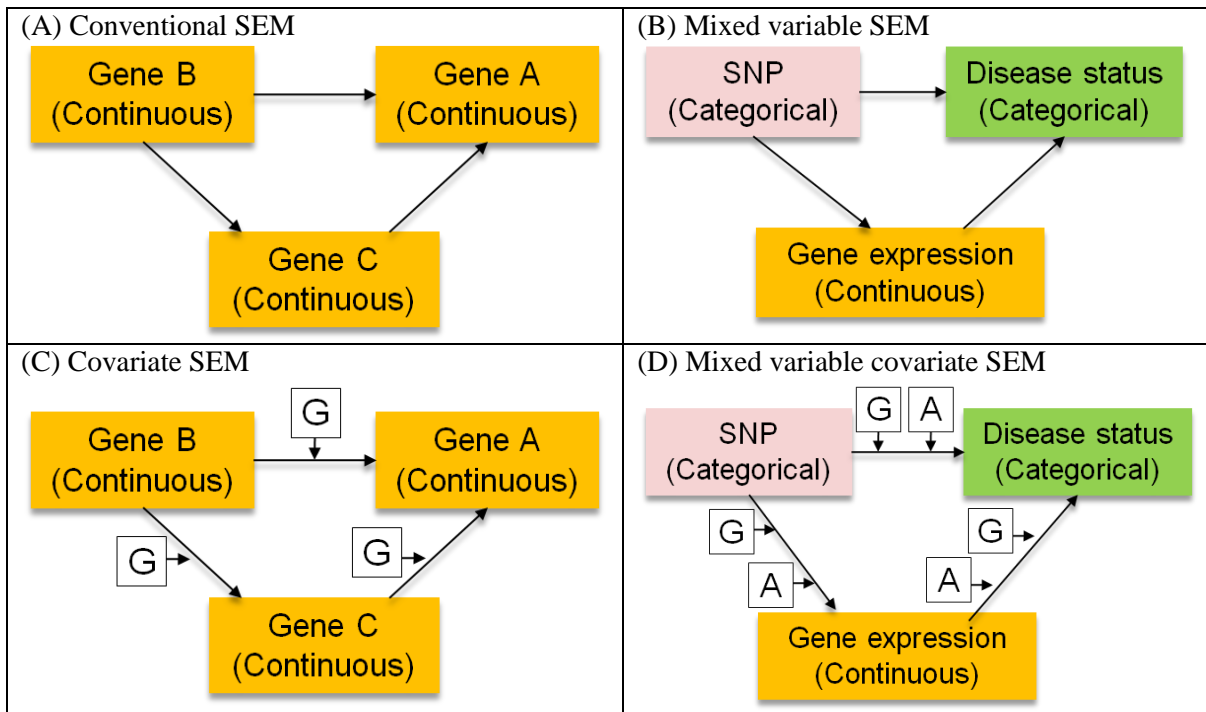 (A) Conventional SEM
Gene B
(Continuous)
Gene A
(Continuous)
Gene C
(Continuous)
(B) Mixed variable SEM
SNP
(Categorical)
Disease status
(Categorical)
Gene expression
(Continuous)
(C) Covariate SEM
G
Gene B
(Continuous)
Gene A
(Continuous)
G
G
Gene C
(Continuous)
(D) Mixed variable covariate SEM
G
A
SNP
(Categorical)
Disease status
(Categorical)
G
G
A
A
Gene expression
(Continuous)